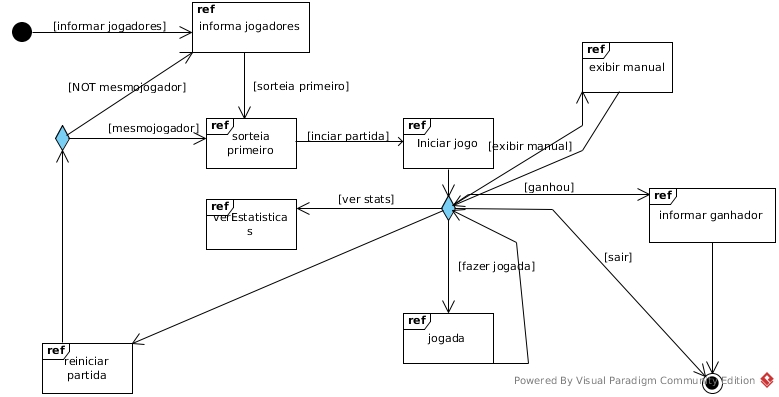 ref
informa jogadores
[informar jogadores]
ref
exibir manual
[NOT mesmojogador]
[sorteia primeiro]
[mesmojogador]
ref
sorteia
primeiro
[inciar partida]
ref
Iniciar jogo
[exibir manual]
[ganhou]
ref
informar ganhador
ref
verEstatistica
s
[ver stats]
[sair]
[fazer jogada]
ref
jogada
ref
reiniciar
partida
Powered By Visual Paradigm Community Edition